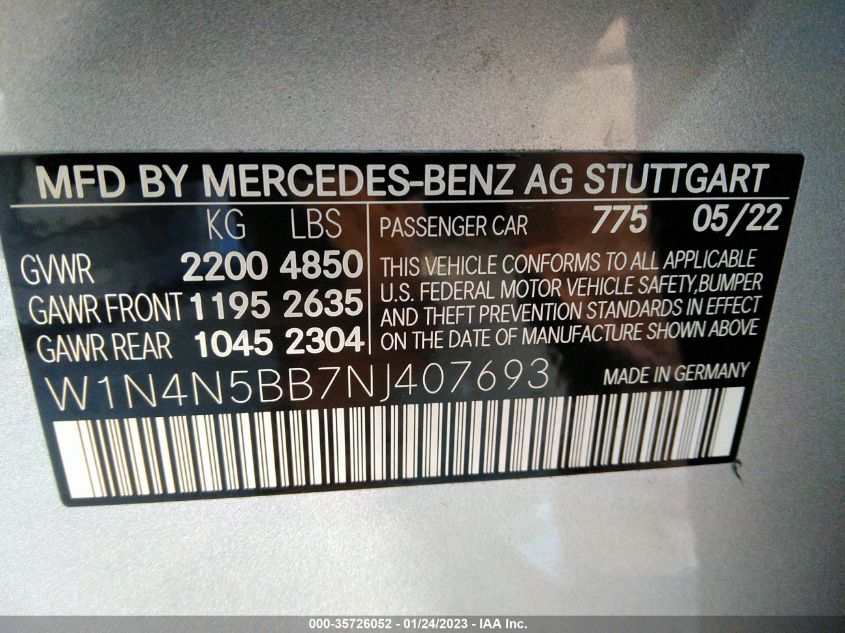 MFD BY MERCEDES-BENZ AG STUTTGART
KG LBS
GVWR 2200 4850
GAWR FRONT 1195 2635
GAWR REAR 1045 2304
PASSENGER CAR 775 05/22
THIS VEHICLE CONFORMS TO ALL APPLICABLE
U.S. FEDERAL MOTOR VEHICLE SAFETY,BUMPER
AND THEFT PREVENTION STANDARDS IN EFFECT
ON THE DATE OF MANUFACTURE SHOWN ABOVE
W1N4N5BB7NJ407693 MADE IN GERMANY
000-35726052 - 01/24/2023 - IAA Inc.